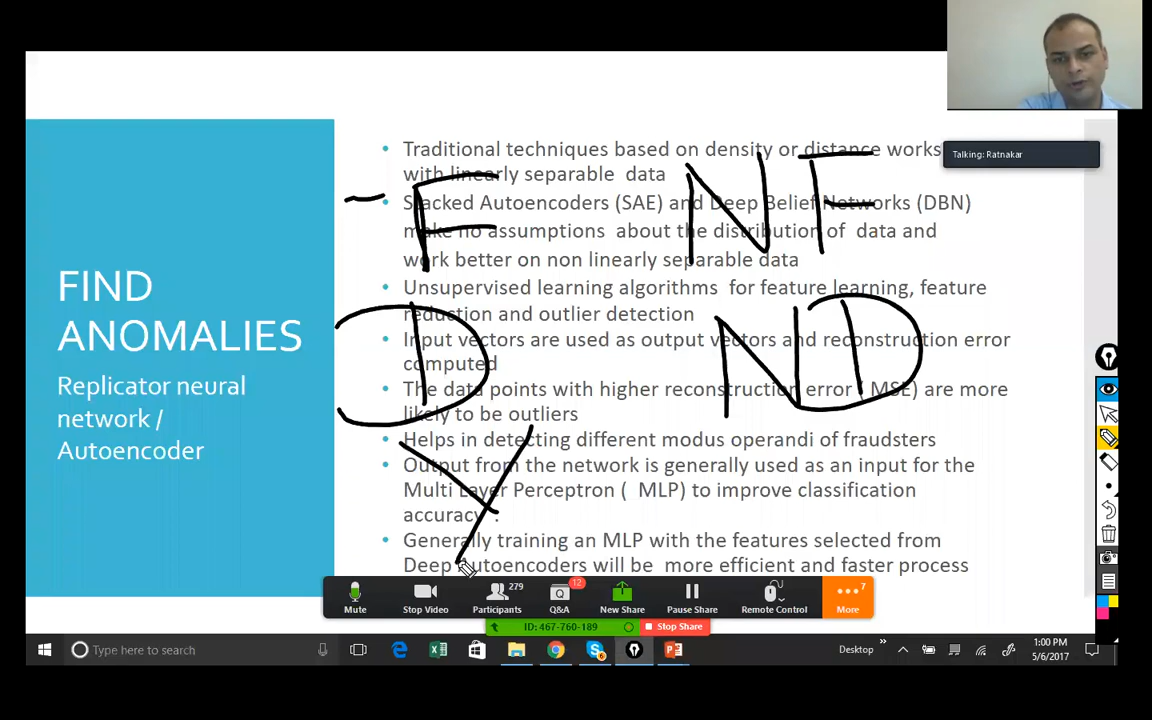 Talking: Ratnakar
FIND
ANOMALIES
Replicator neural
network /
Autoencoder
• Traditional techniques based on density or distance works
with linearly separable data
• Stacked Autoencoders (SAE) and Deep Belief Networks (DBN)
make no assumptions about the distribution of data and
work better on non linearly separable data
• Unsupervised learning algorithms for feature learning, feature
reduction and outlier detection
• Input vectors are used as output vectors and reconstruction error
computed
• The data points with higher reconstruction error ( MSE) are more
likely to be outliers
• Helps in detecting different modus operandi of fraudsters
• Output from the network is generally used as an input for the
Multi Layer Perceptron ( MLP) to improve classification
accuracy .
• Generally training an MLP with the features selected from
Deep Autoencoders will be more efficient and faster process
F NF
D ND
Y
279 12 7
Mute Stop Video Participants Q&A New Share Pause Share Remote Control More
ID: 467-760-189 Stop Share
Type here to search
Desktop
1:00 PM
5/6/2017